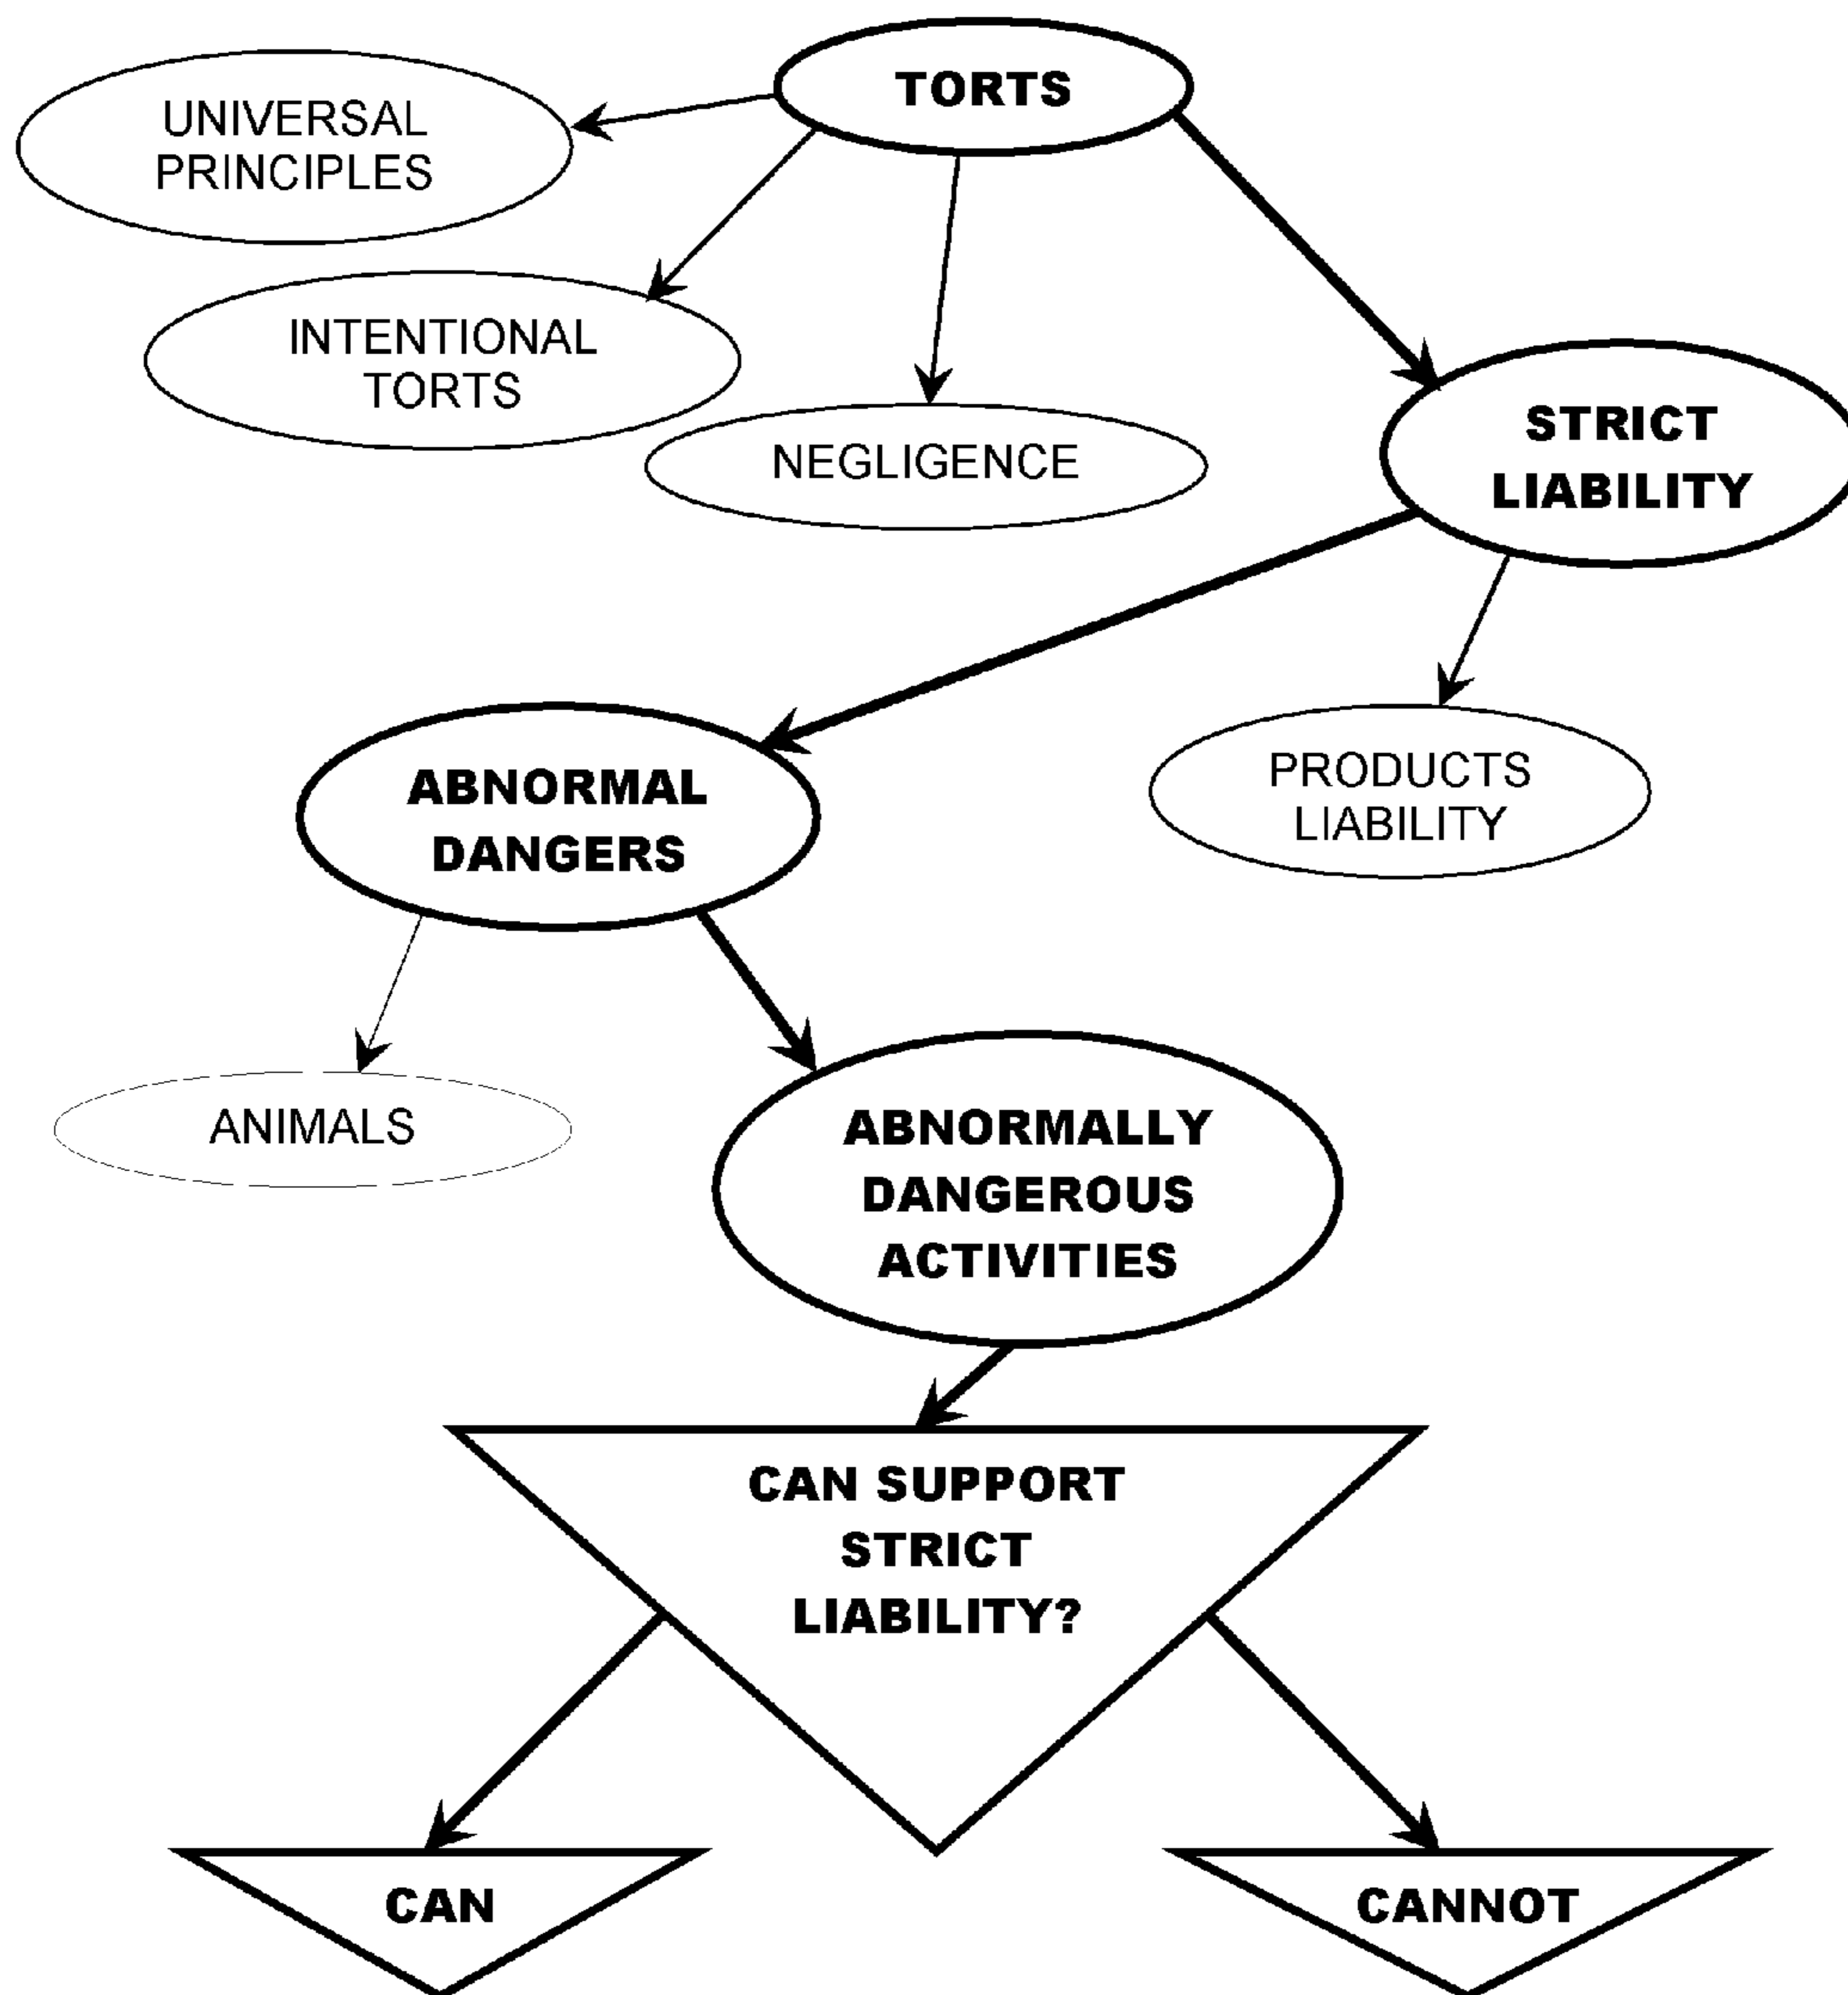 TORTS
UNIVERSAL
PRINCIPLES
INTENTIONAL
TORTS
NEGLIGENCE
STRICT
LIABILITY
ABNORMAL
DANGERS
PRODUCTS
LIABILITY
ANIMALS
ABNORMALLY
DANGEROUS
ACTIVITIES
CAN SUPPORT
STRICT
LIABILITY?
CAN
CANNOT